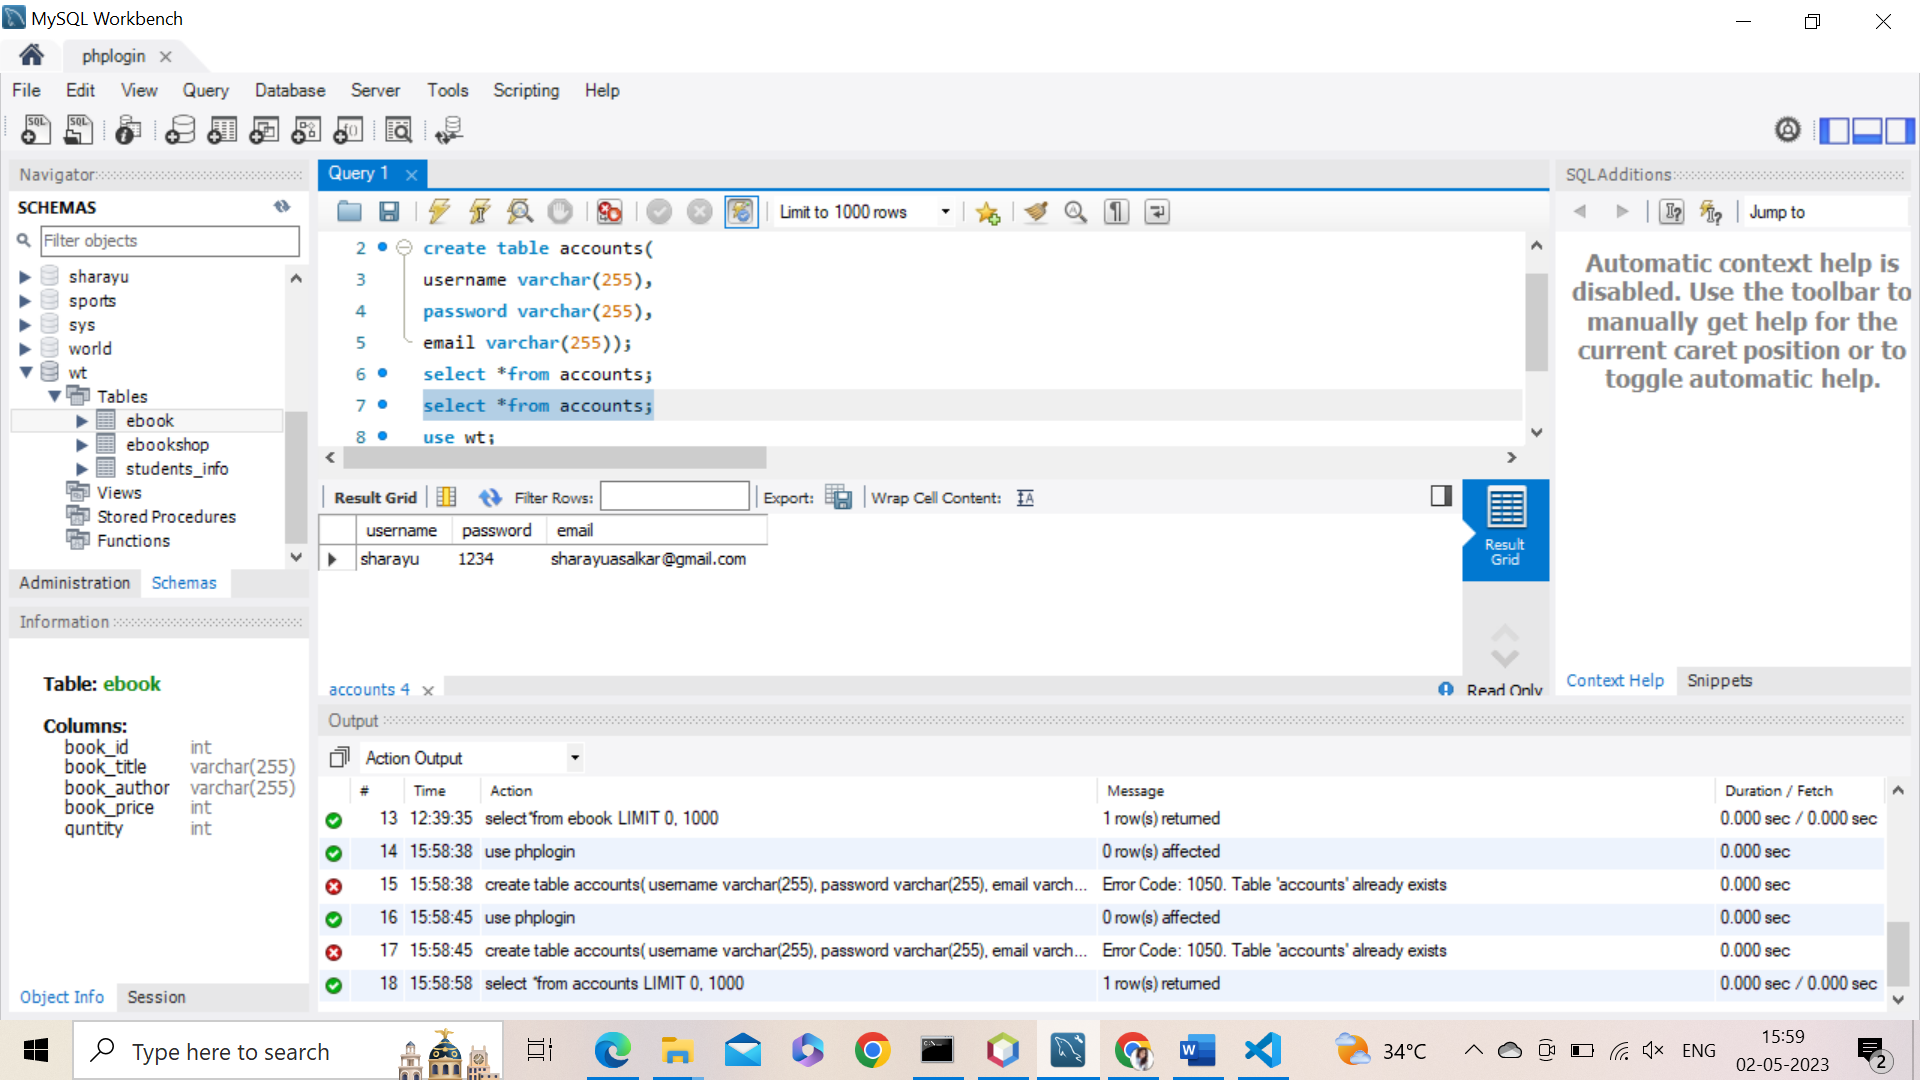 MySQL Workbench
phplogin
File Edit View Query Database Server Tools Scripting Help
Navigator
SCHEMAS
Filter objects
sharayu
sports
sys
world
wt
Tables
ebook
ebookshop
students_info
Views
Stored Procedures
Functions
Administration Schemas
Information
Table: ebook
Columns:
book_id int
book_title varchar(255)
book_author varchar(255)
book_price int
quntity int
Object Info Session
Query 1
Limit to 1000 rows
2 create table accounts(
3 username varchar(255),
4 password varchar(255),
5 email varchar(255));
6 select *from accounts;
7 select *from accounts;
8 use wt;
Result Grid Filter Rows: Export: Wrap Cell Content:
username password email
sharayu 1234 sharayuasalkar@gmail.com
Result
Grid
accounts 4 Read Only
SQLAdditions
Jump to
Automatic context help is
disabled. Use the toolbar to
manually get help for the
current caret position or to
toggle automatic help.
Context Help Snippets
Output
Action Output
# Time Action Message Duration / Fetch
13 12:39:35 select*from ebook LIMIT 0, 1000 1 row(s) returned 0.000 sec / 0.000 sec
14 15:58:38 use phplogin 0 row(s) affected 0.000 sec
15 15:58:38 create table accounts( username varchar(255), password varchar(255), email varch... Error Code: 1050. Table 'accounts' already exists 0.000 sec
16 15:58:45 use phplogin 0 row(s) affected 0.000 sec
17 15:58:45 create table accounts( username varchar(255), password varchar(255), email varch... Error Code: 1050. Table 'accounts' already exists 0.000 sec
18 15:58:58 select *from accounts LIMIT 0, 1000 1 row(s) returned 0.000 sec / 0.000 sec
Type here to search
34°C
ENG
15:59
02-05-2023
2